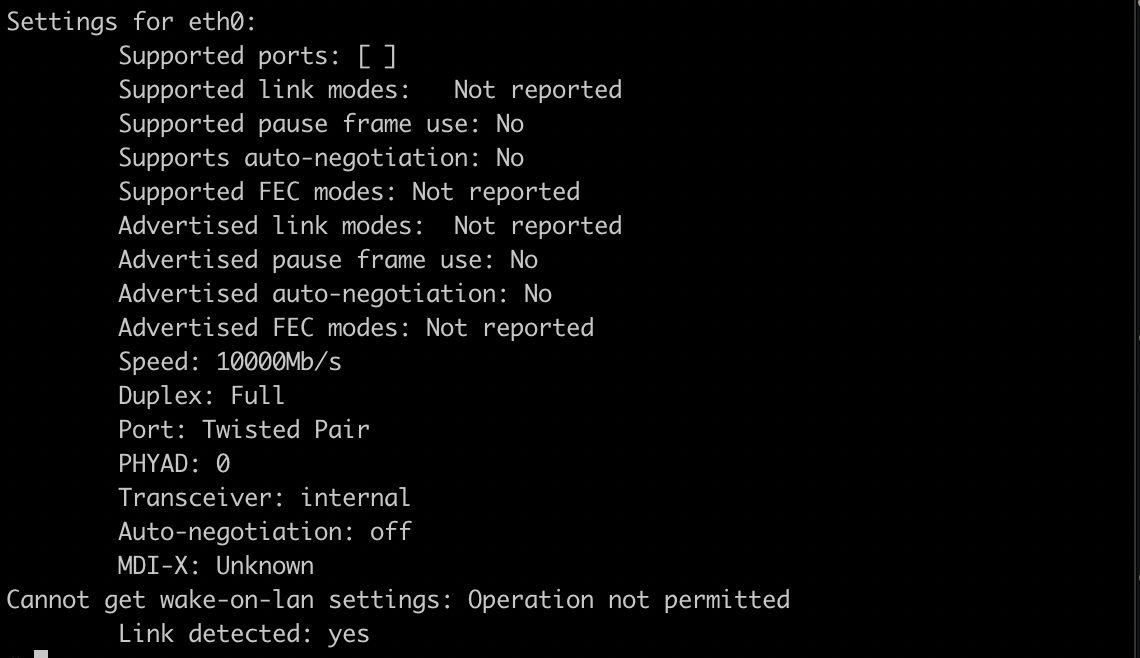 Settings for eth0:
Supported ports: [ ]
Supported link modes:   Not reported
Supported pause frame use: No
Supports auto-negotiation: No
Supported FEC modes: Not reported
Advertised link modes:  Not reported
Advertised pause frame use: No
Advertised auto-negotiation: No
Advertised FEC modes: Not reported
Speed: 10000Mb/s
Duplex: Full
Port: Twisted Pair
PHYAD: 0
Transceiver: internal
Auto-negotiation: off
MDI-X: Unknown
Cannot get wake-on-lan settings: Operation not permitted
Link detected: yes